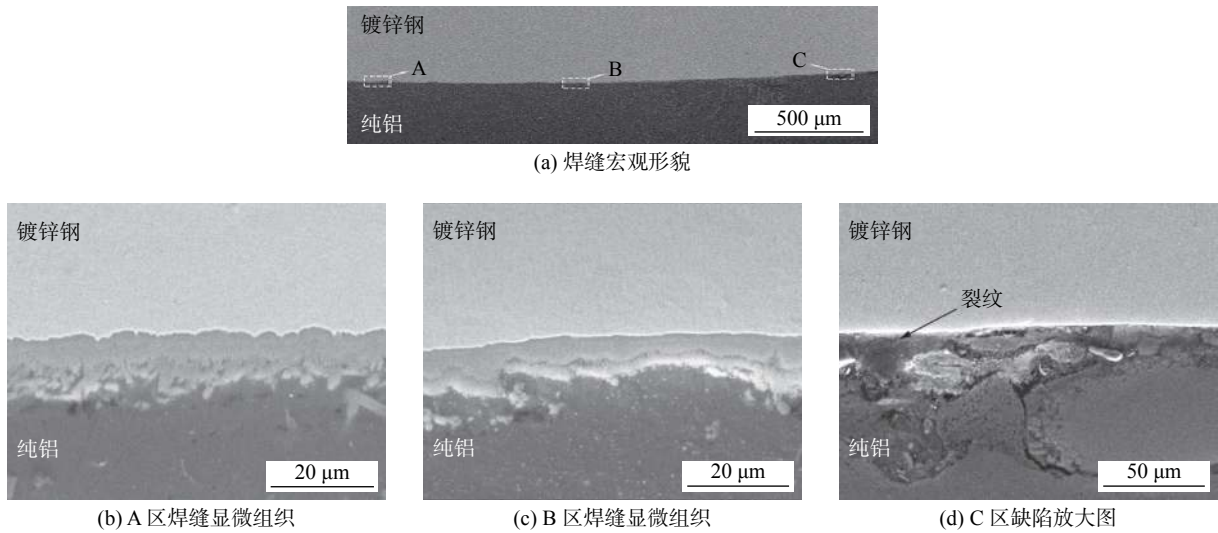 镀锌钢
A
B
C
纯铝
500 μm
(a) 焊缝宏观形貌
镀锌钢
纯铝
20 μm
(b) A 区焊缝显微组织
镀锌钢
纯铝
20 μm
(c) B 区焊缝显微组织
镀锌钢
裂纹
纯铝
50 μm
(d) C 区缺陷放大图